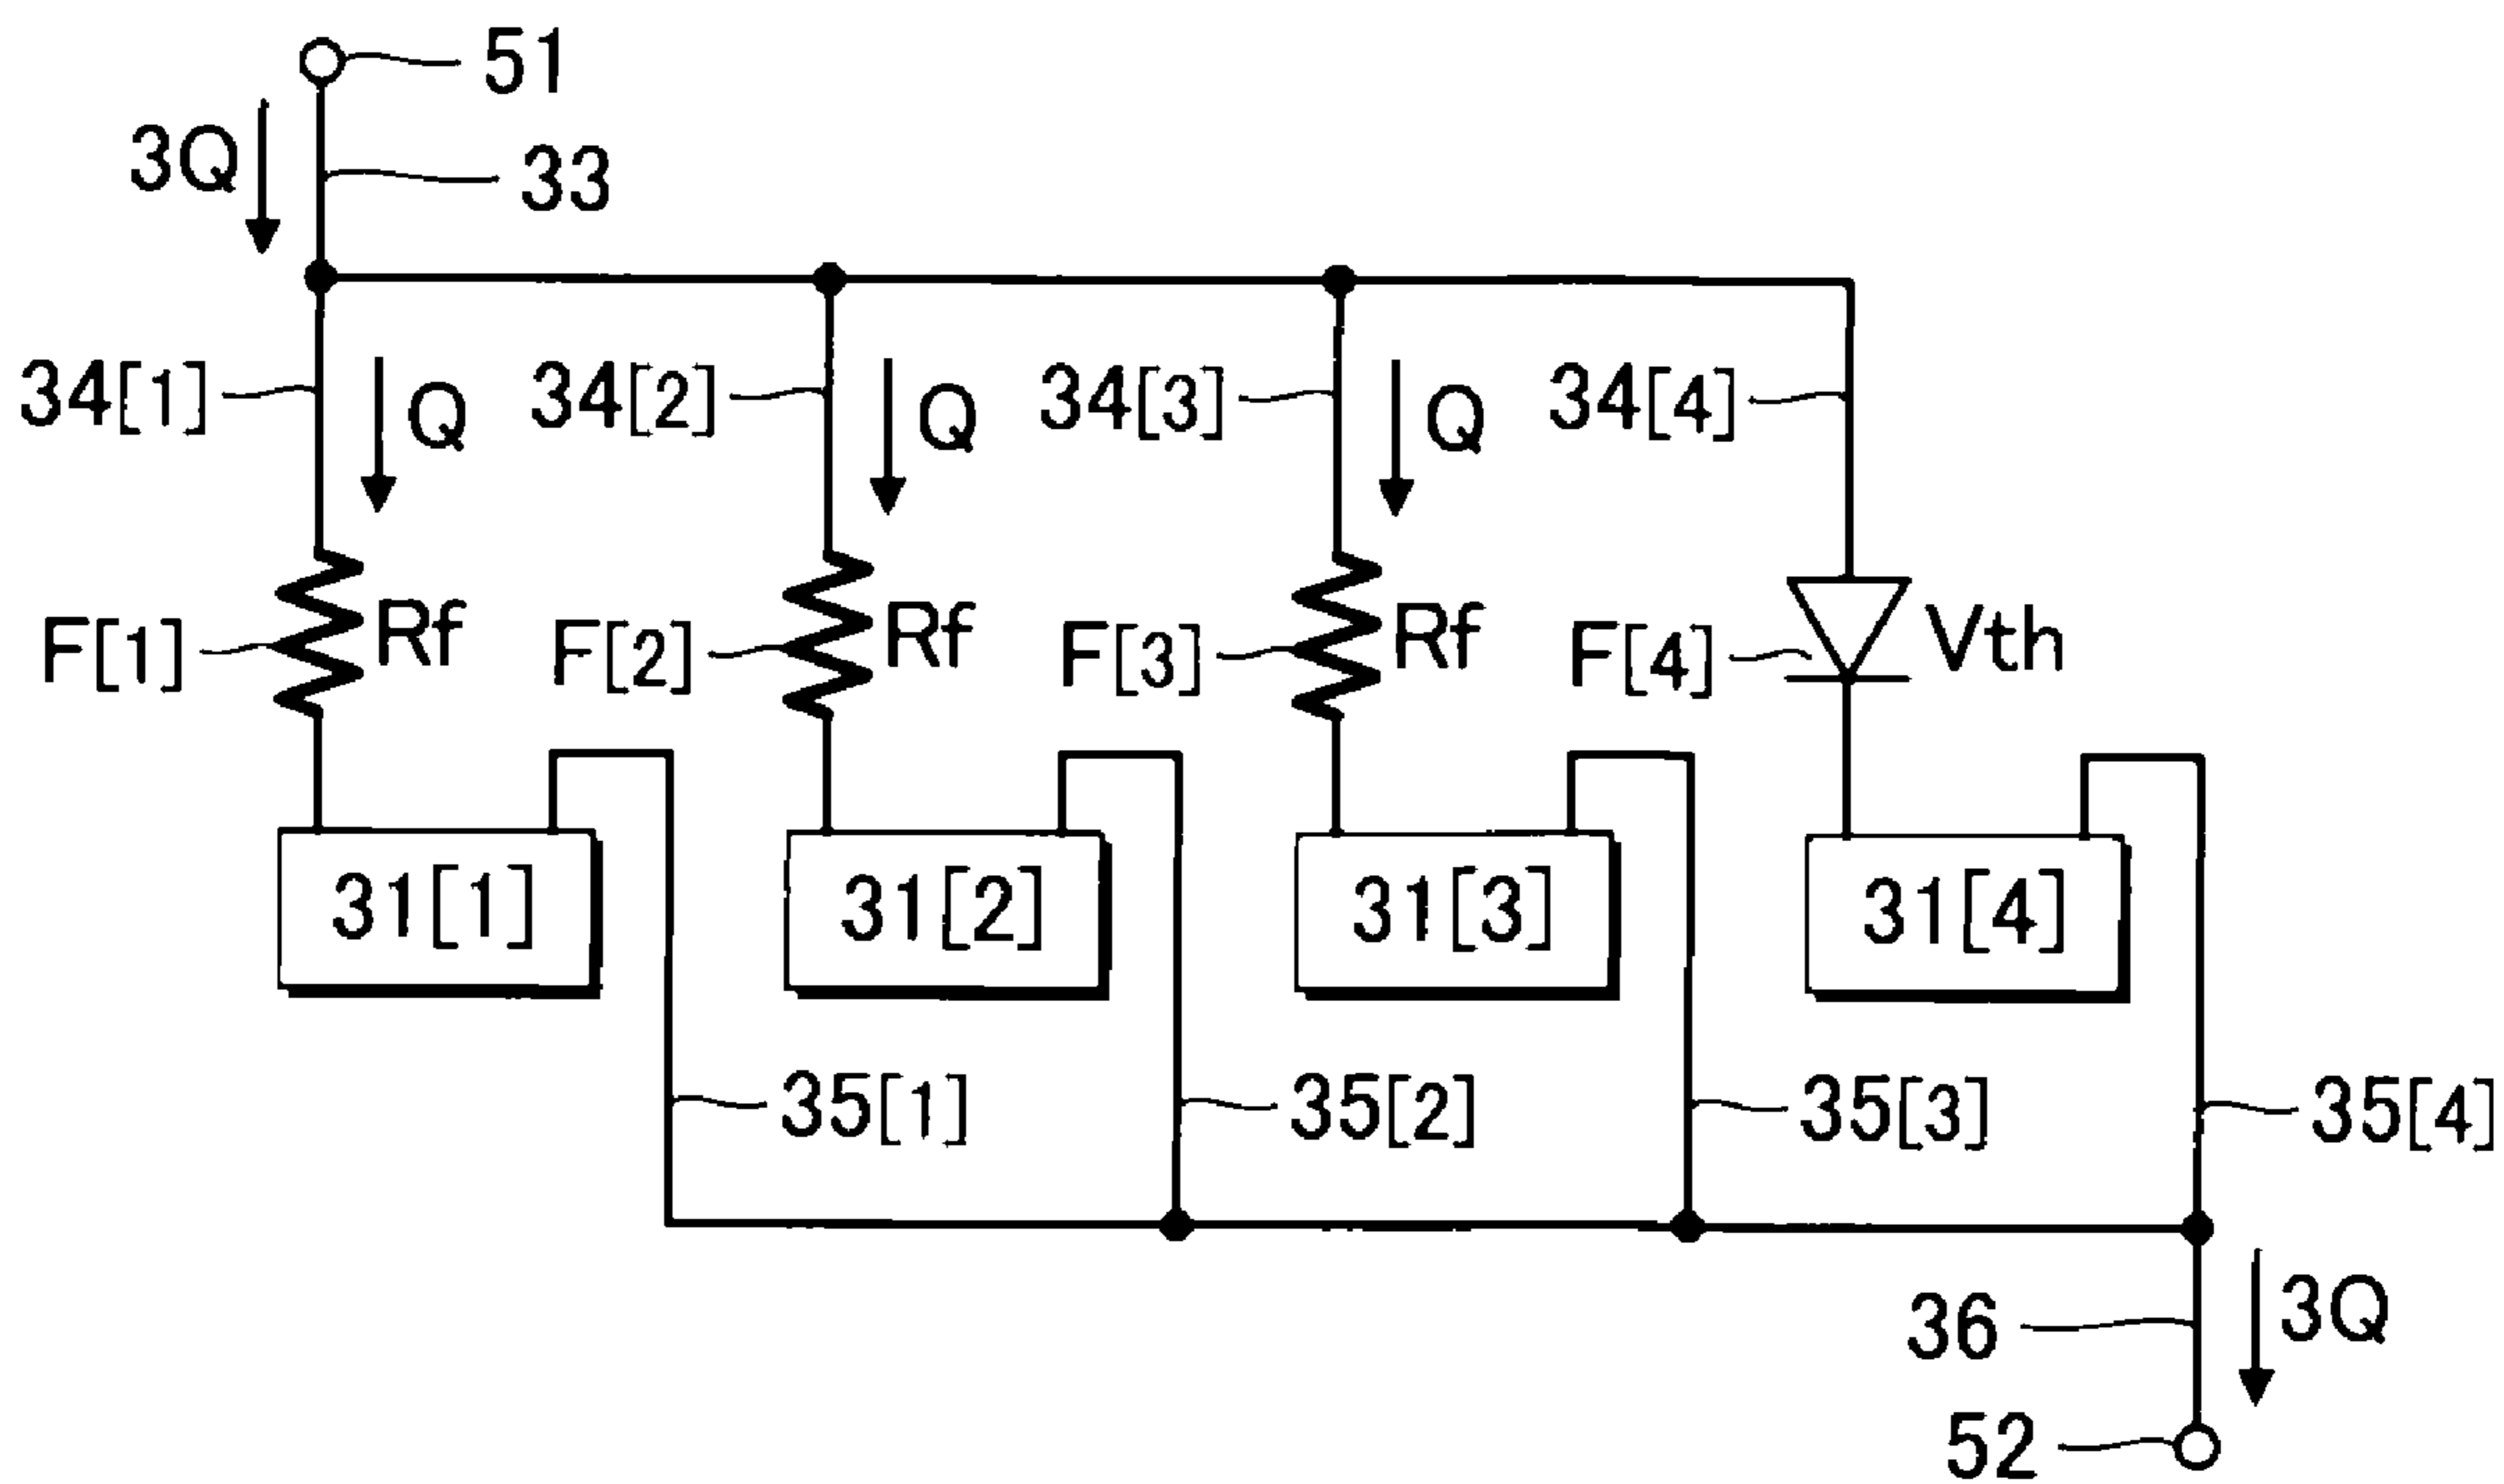 51
3Q
33
34[1]
Q
34[2]
Q
34[3]
Q
34[4]
F[1]
Rf
F[2]
Rf
F[3]
Rf
F[4]
Vth
31[1]
31[2]
31[3]
31[4]
35[1]
35[2]
35[3]
35[4]
36
3Q
52